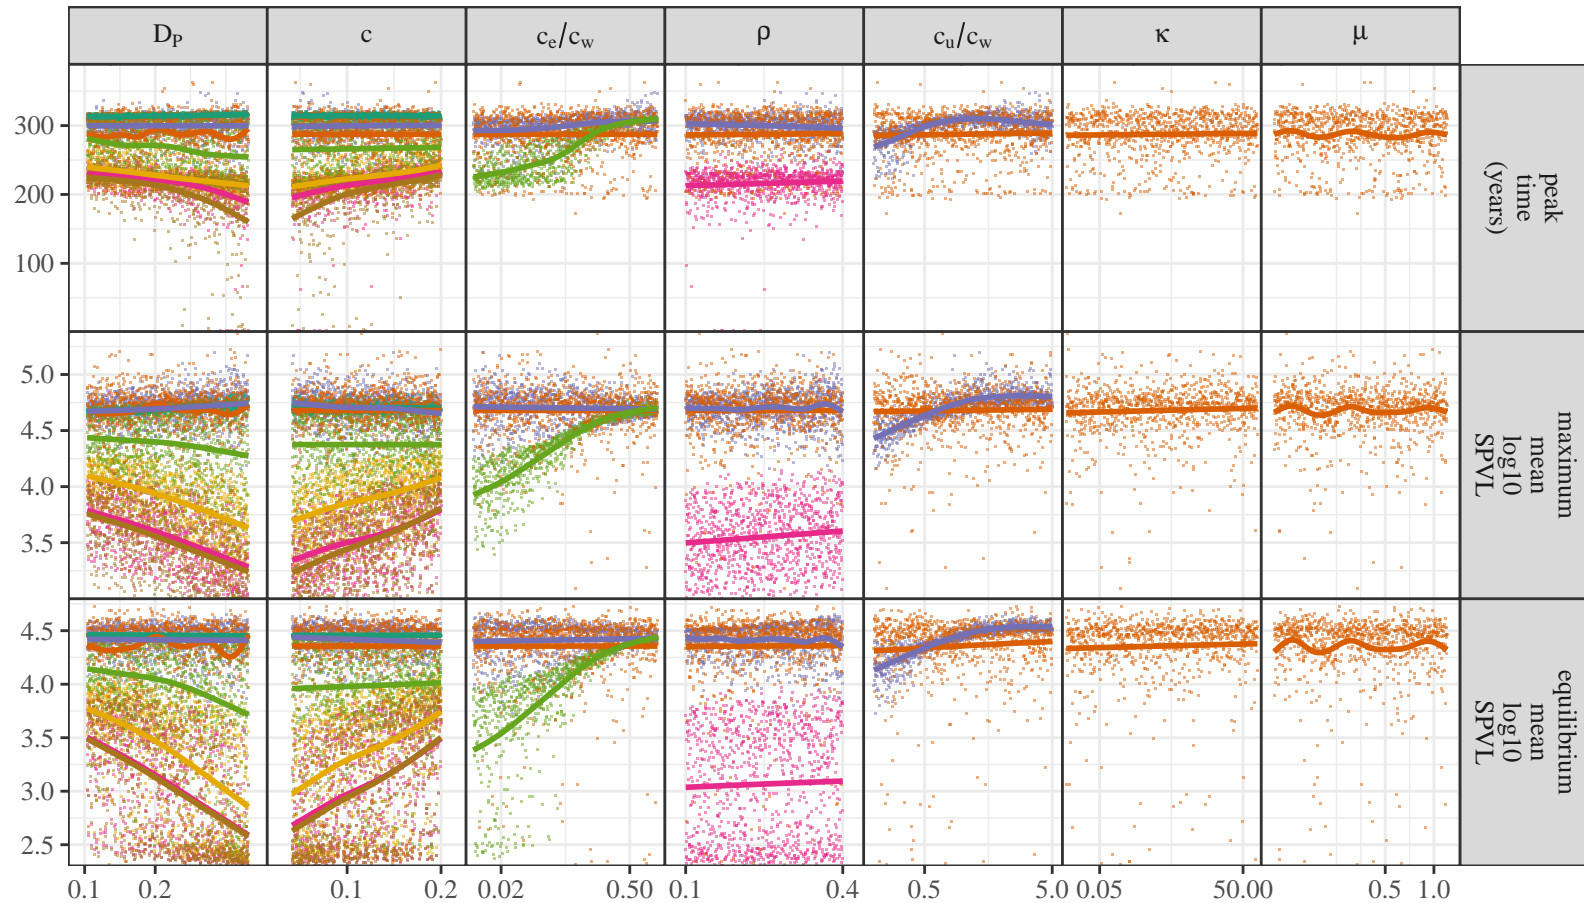 D_P c c_e/c_w ρ c_u/c_w κ μ
300
200
100
peak
time
(years)
5.0
4.5
4.0
3.5
maximum
mean
log10
SPVL
4.5
4.0
3.5
3.0
2.5
equilibrium
mean
log10
SPVL
0.1 0.2 0.1 0.2 0.02 0.50 0.1 0.4 0.5 5.0 0.05 50.00 0.5 1.0